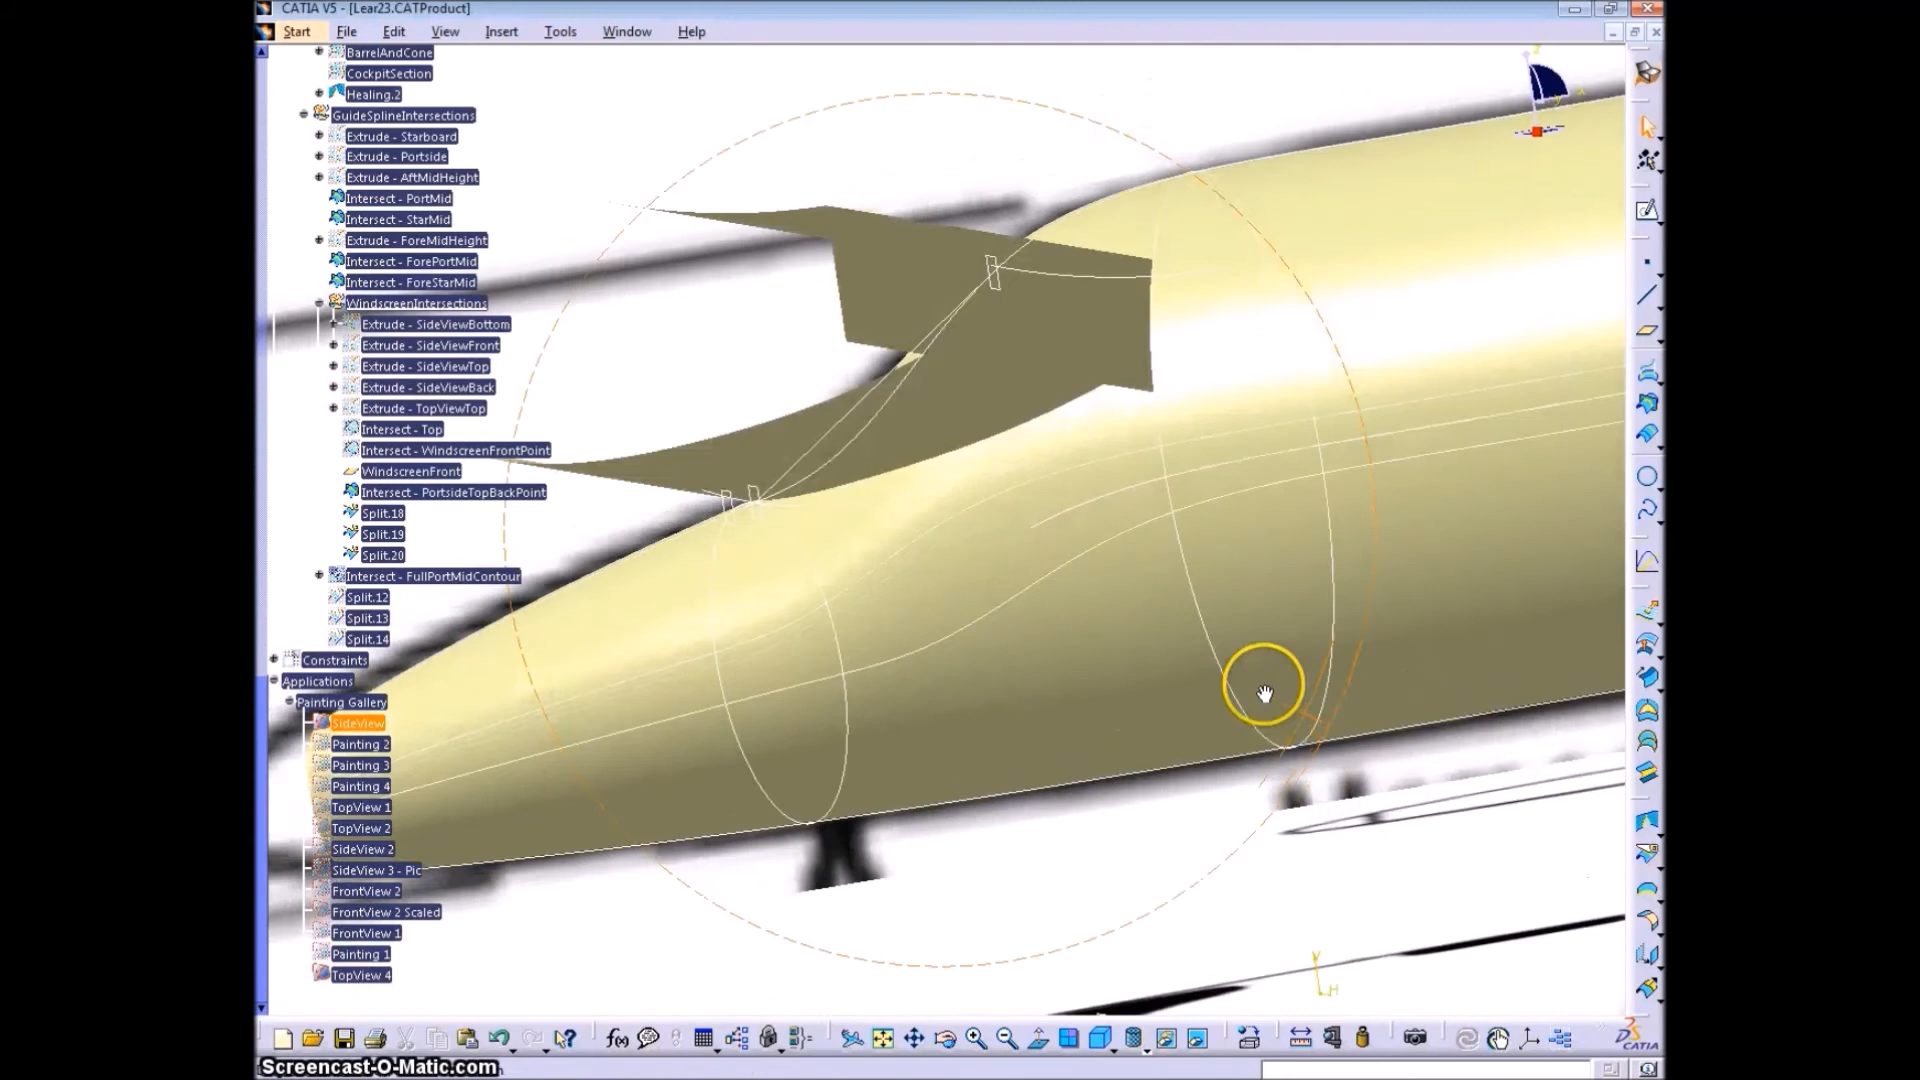 CATIA V5 - [Lear23.CATProduct]
Start File Edit View Insert Tools Window Help
BarrelAndCone
CockpitSection
Healing.2
GuideSplineIntersections
Extrude - Starboard
Extrude - Portside
Extrude - AftMidHeight
Intersect - PortMid
Intersect - StarMid
Extrude - ForeMidHeight
Intersect - ForePortMid
Intersect - ForeStarMid
WindscreenIntersections
Extrude - SideViewBottom
Extrude - SideViewFront
Extrude - SideViewTop
Extrude - SideViewBack
Extrude - TopViewTop
Intersect - Top
Intersect - WindscreenFrontPoint
WindscreenFront
Intersect - PortsideTopBackPoint
Split.18
Split.19
Split.20
Intersect - FullPortMidContour
Split.12
Split.13
Split.14
Constraints
Applications
Painting Gallery
SideView
Painting 2
Painting 3
Painting 4
TopView 1
TopView 2
SideView 2
SideView 3 - Pic
FrontView 2
FrontView 2 Scaled
FrontView 1
Painting 1
TopView 4
V
H
f(x)
CATIA
Screencast-O-Matic.com